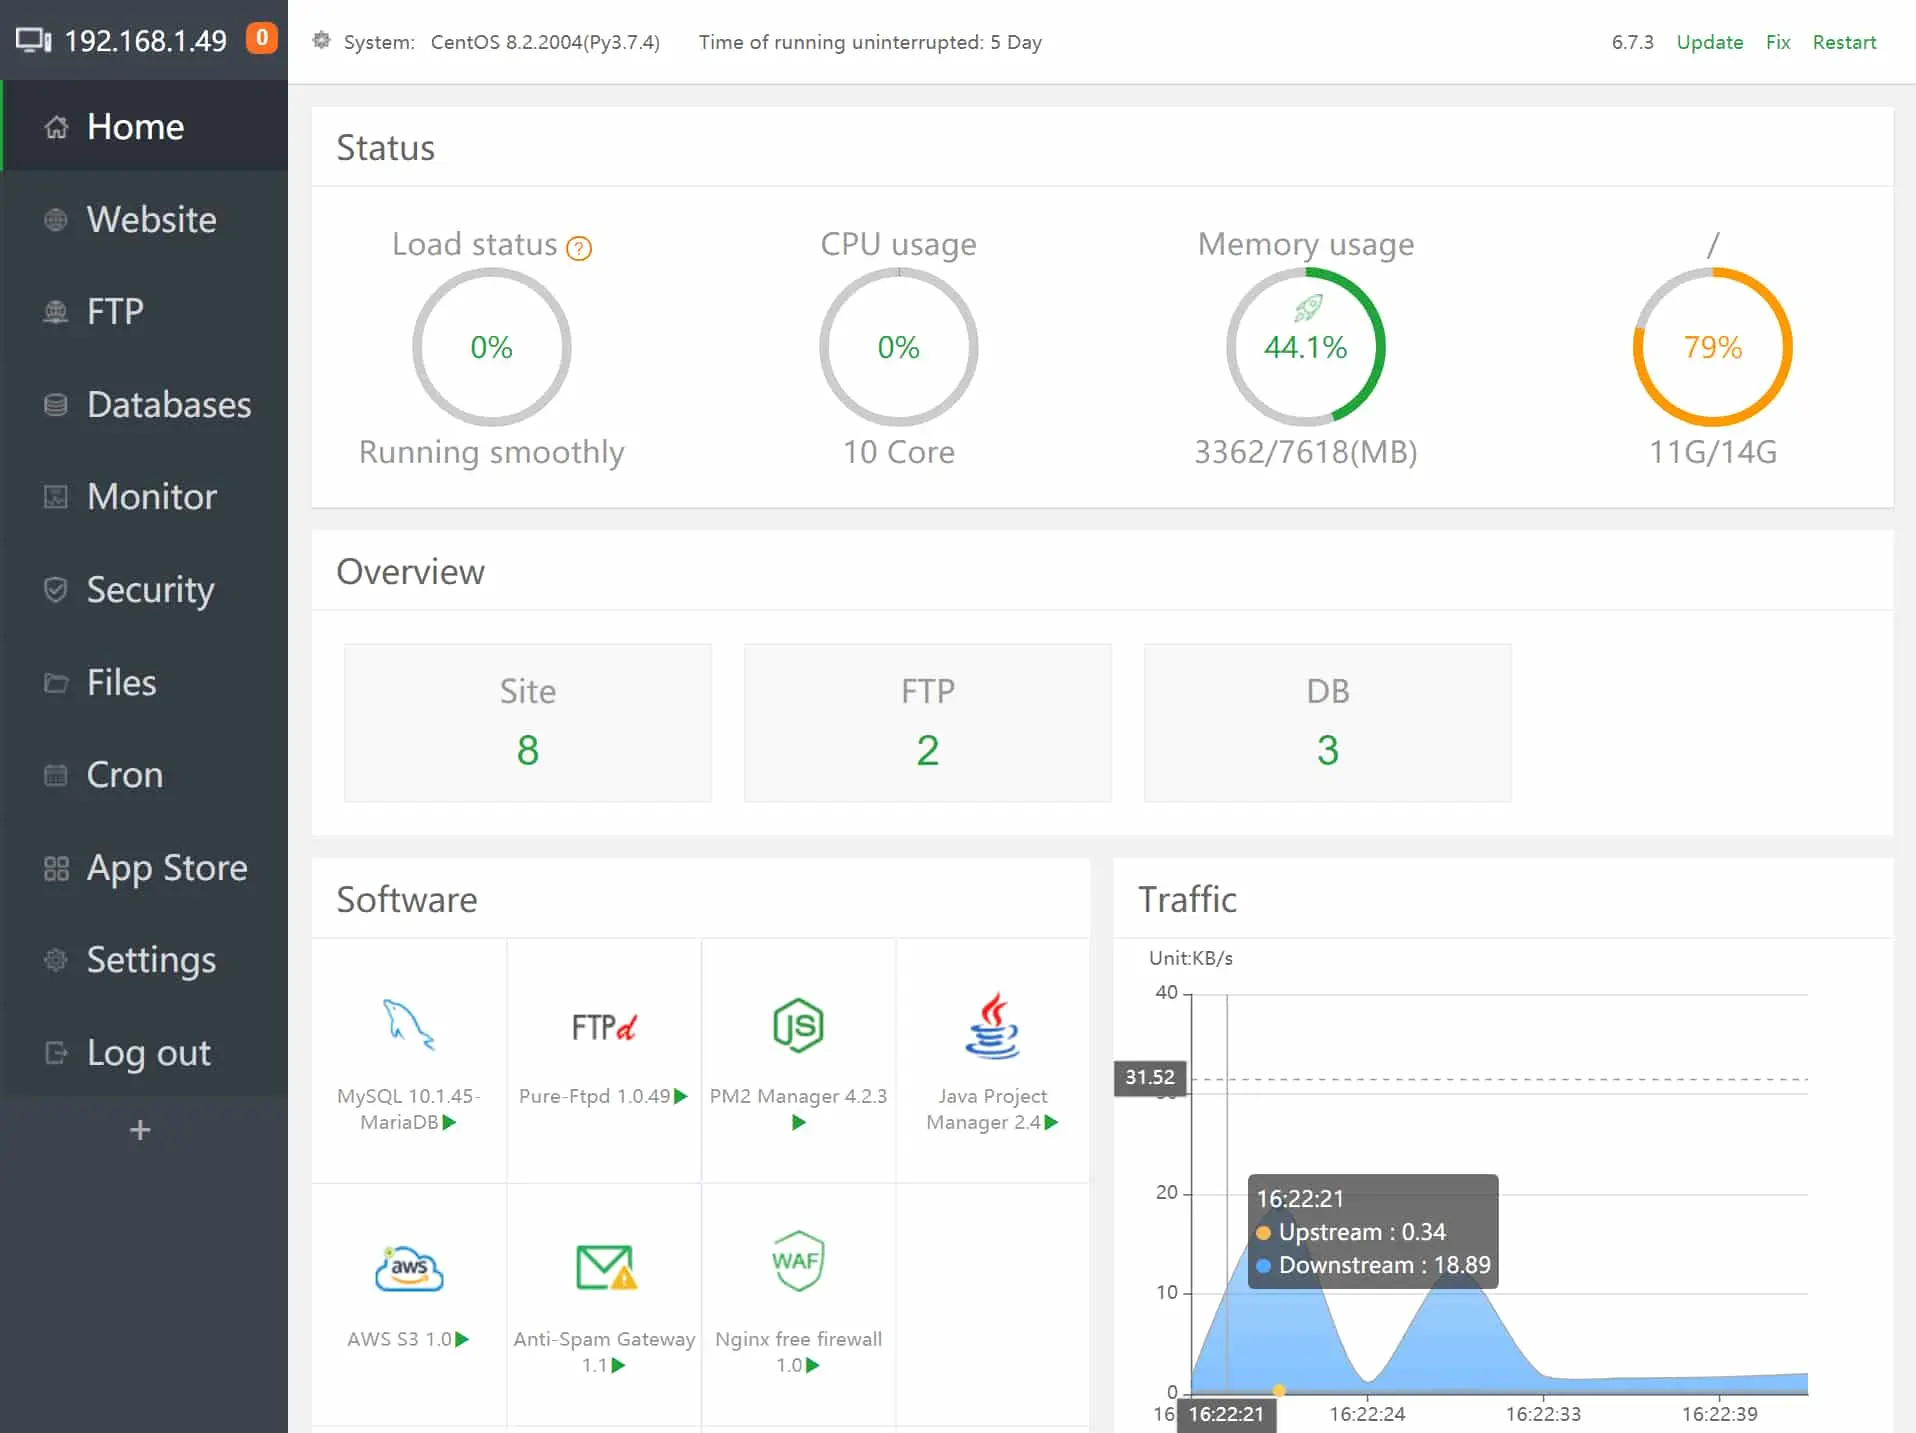 192.168.1.49 0
System: CentOS 8.2.2004(Py3.7.4) Time of running uninterrupted: 5 Day
6.7.3 Update Fix Restart
Home
Website
FTP
Databases
Monitor
Security
Files
Cron
App Store
Settings
Log out
+
Status
Load status ?
0%
Running smoothly
CPU usage
0%
10 Core
Memory usage
44.1%
3362/7618(MB)
/
79%
11G/14G
Overview
Site
8
FTP
2
DB
3
Software
MySQL 10.1.45-
MariaDB
FTPd
Pure-Ftpd 1.0.49
JS
PM2 Manager 4.2.3
Java Project
Manager 2.4
aws
AWS S3 1.0
Anti-Spam Gateway
1.1
WAF
Nginx free firewall
1.0
Traffic
Unit:KB/s
40
31.52
20
10
0
16:22:21
Upstream : 0.34
Downstream : 18.89
16: 16:22:21 16:22:24 16:22:33 16:22:39